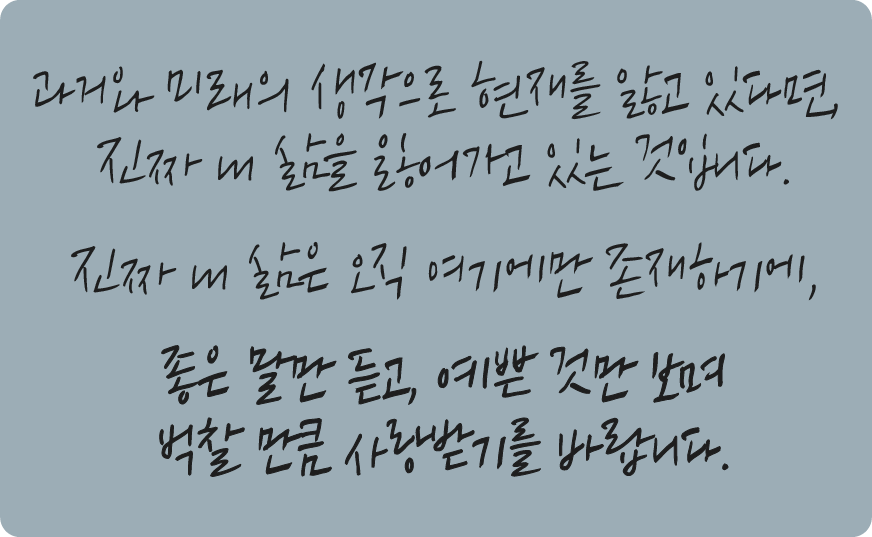 과거와 미래의 생각으로 현재를 잃고 있다면,
진짜 내 삶을 잃어가고 있는 것입니다.
진짜 내 삶은 오직 여기에만 존재하기에,
좋은 말만 듣고, 예쁜 것만 보며
벅찰 만큼 사랑받기를 바랍니다.